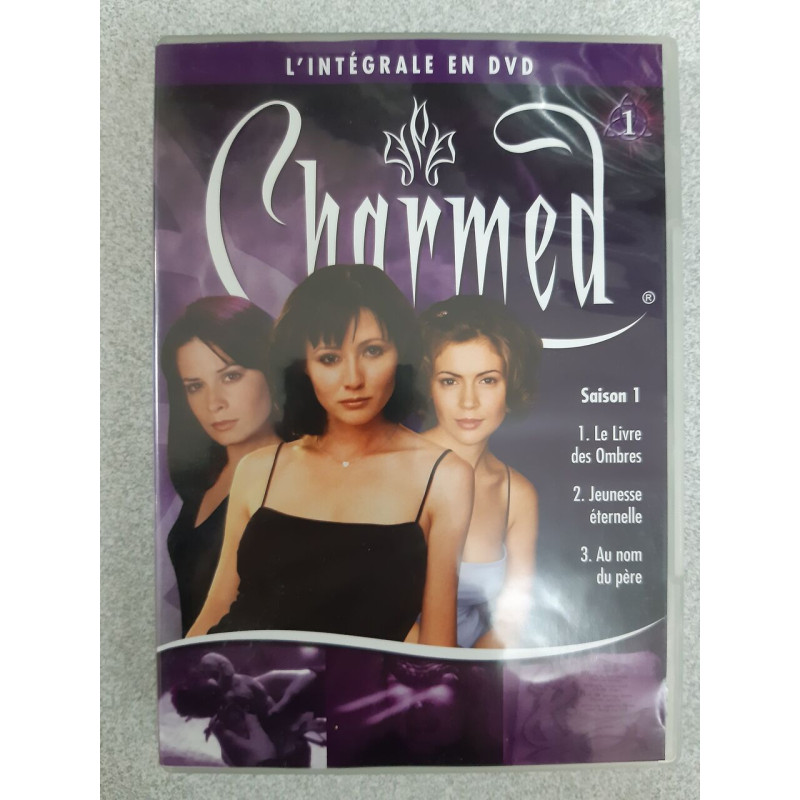 L'INTÉGRALE EN DVD
1
Charmed®
Saison 1
1. Le Livre
des Ombres
2. Jeunesse
éternelle
3. Au nom
du père